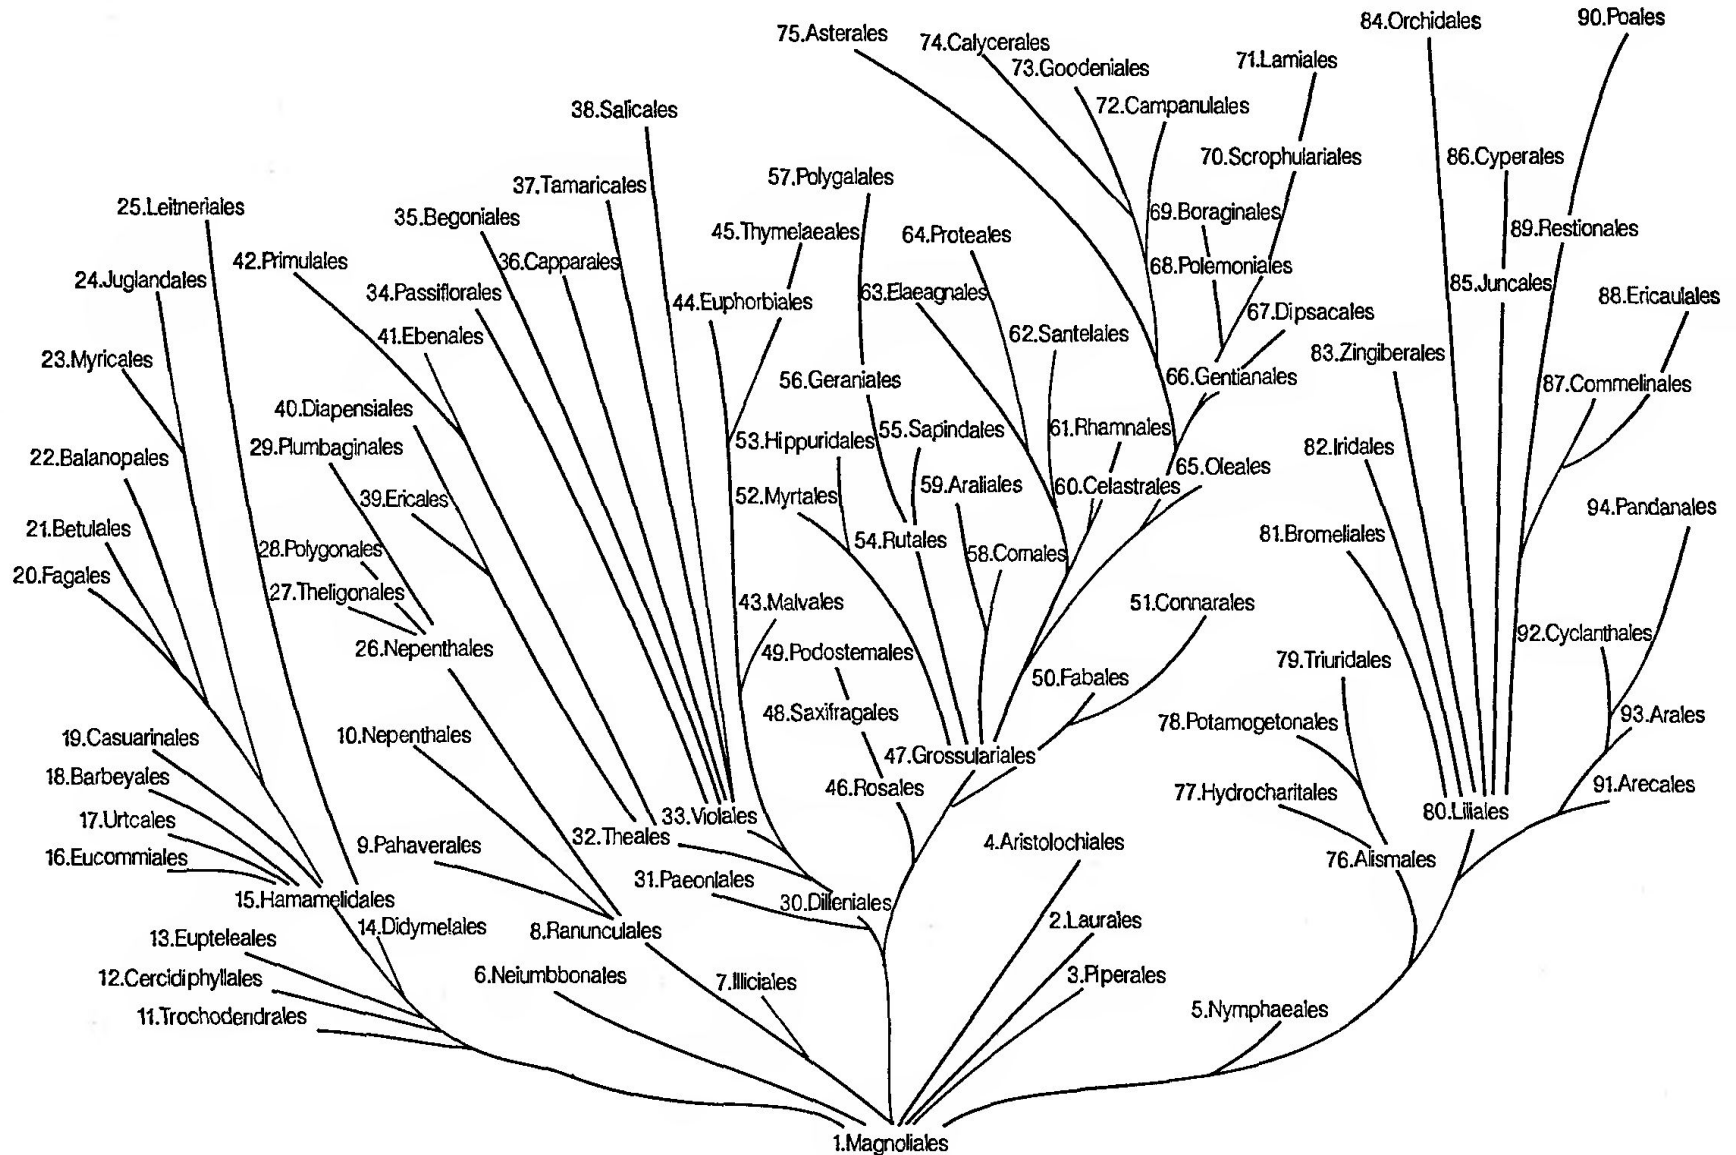 84.Orchidales
90.Poales
75.Asterales
74.Calycerales
73.Goodeniales
71.Lamiales
72.Campanulales
38.Salicales
70.Scrophulariales
86.Cyperales
57.Polygalales
37.Tamaricales
25.Leitneriales
35.Begoniales
69.Boraginales
45.Thymelaeales
64.Proteales
89.Restionales
42.Primulales
36.Capparales
68.Polemoniales
24.Juglandales
34.Passiflorales
63.Elaeagnales
85.Juncales
44.Euphorbiales
88.Ericaulales
67.Dipsacales
41.Ebenales
62.Santelales
83.Zingiberales
23.Myricales
56.Geraniales
66.Gentianales
87.Commelinales
40.Diapensiales
55.Sapindales
61.Rhamnales
29.Plumbaginales
53.Hippuridales
82.Iridales
22.Balanopales
65.Oleales
59.Araliales
60.Celastrales
52.Myrtales
39.Ericales
94.Pandanales
21.Betulales
81.Bromeliales
54.Rutales
28.Polygonales
58.Cornales
20.Fagales
27.Theligonales
43.Malvales
51.Connarales
92.Cyclanthales
26.Nepenthales
49.Podostemales
79.Triuridales
50.Fabales
48.Saxifragales
93.Arales
78.Potamogetonales
19.Casuarinales
10.Nepenthales
47.Grossulariales
18.Barbeyales
46.Rosales
91.Arecales
77.Hydrocharitales
33.Violales
80.Liliales
17.Urtcales
32.Theales
9.Pahaverales
4.Aristolochiales
16.Eucommiales
76.Alismales
31.Paeoniales
15.Hamamelidales
30.Dilleniales
2.Laurales
14.Didymelales
8.Ranunculales
13.Eupteleales
6.Neiumbbonales
3.Piperales
12.Cercidiphyllales
7.Illiciales
5.Nymphaeales
11.Trochodendrales
1.Magnoliales